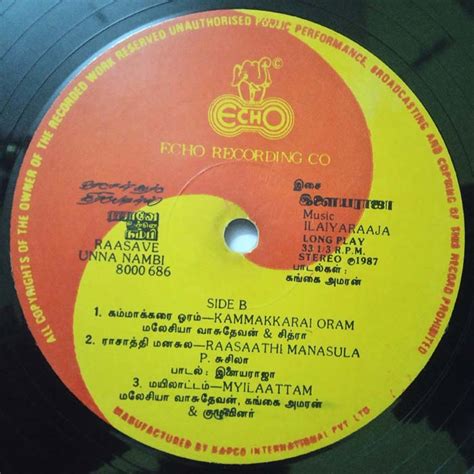 ALL COPYRIGHTS OF THE OWNER OF THE RECORDED WORK RESERVED UNAUTHORISED PUBLIC PERFORMANCE, BROADCASTING AND COPYING OF THIS RECORD PROHIBITED
©
ECHO
ECHO RECORDING CO
RAASAVE
UNNA NAMBI
8000 686
இசை
இளையராஜா
Music
ILAIYARAAJA
LONG PLAY
33 1/3 R.P.M.
STEREO ℗1987
பாடல்கள்:
கங்கை அமரன்
SIDE B
1. கம்மாக்கரை ஓரம்—KAMMAKKARAI ORAM
மலேசியா வாசுதேவன் & சித்ரா
2. ராசாத்தி மனசுல—RAASAATHI MANASULA
P. சுசிலா
பாடல் : இளையராஜா
3. மயிலாட்டம்—MYILAATTAM
மலேசியா வாசுதேவன், கங்கை அமரன்
& குழுவினர்
MANUFACTURED BY KAPCO INTERNATIONAL PVT LTD